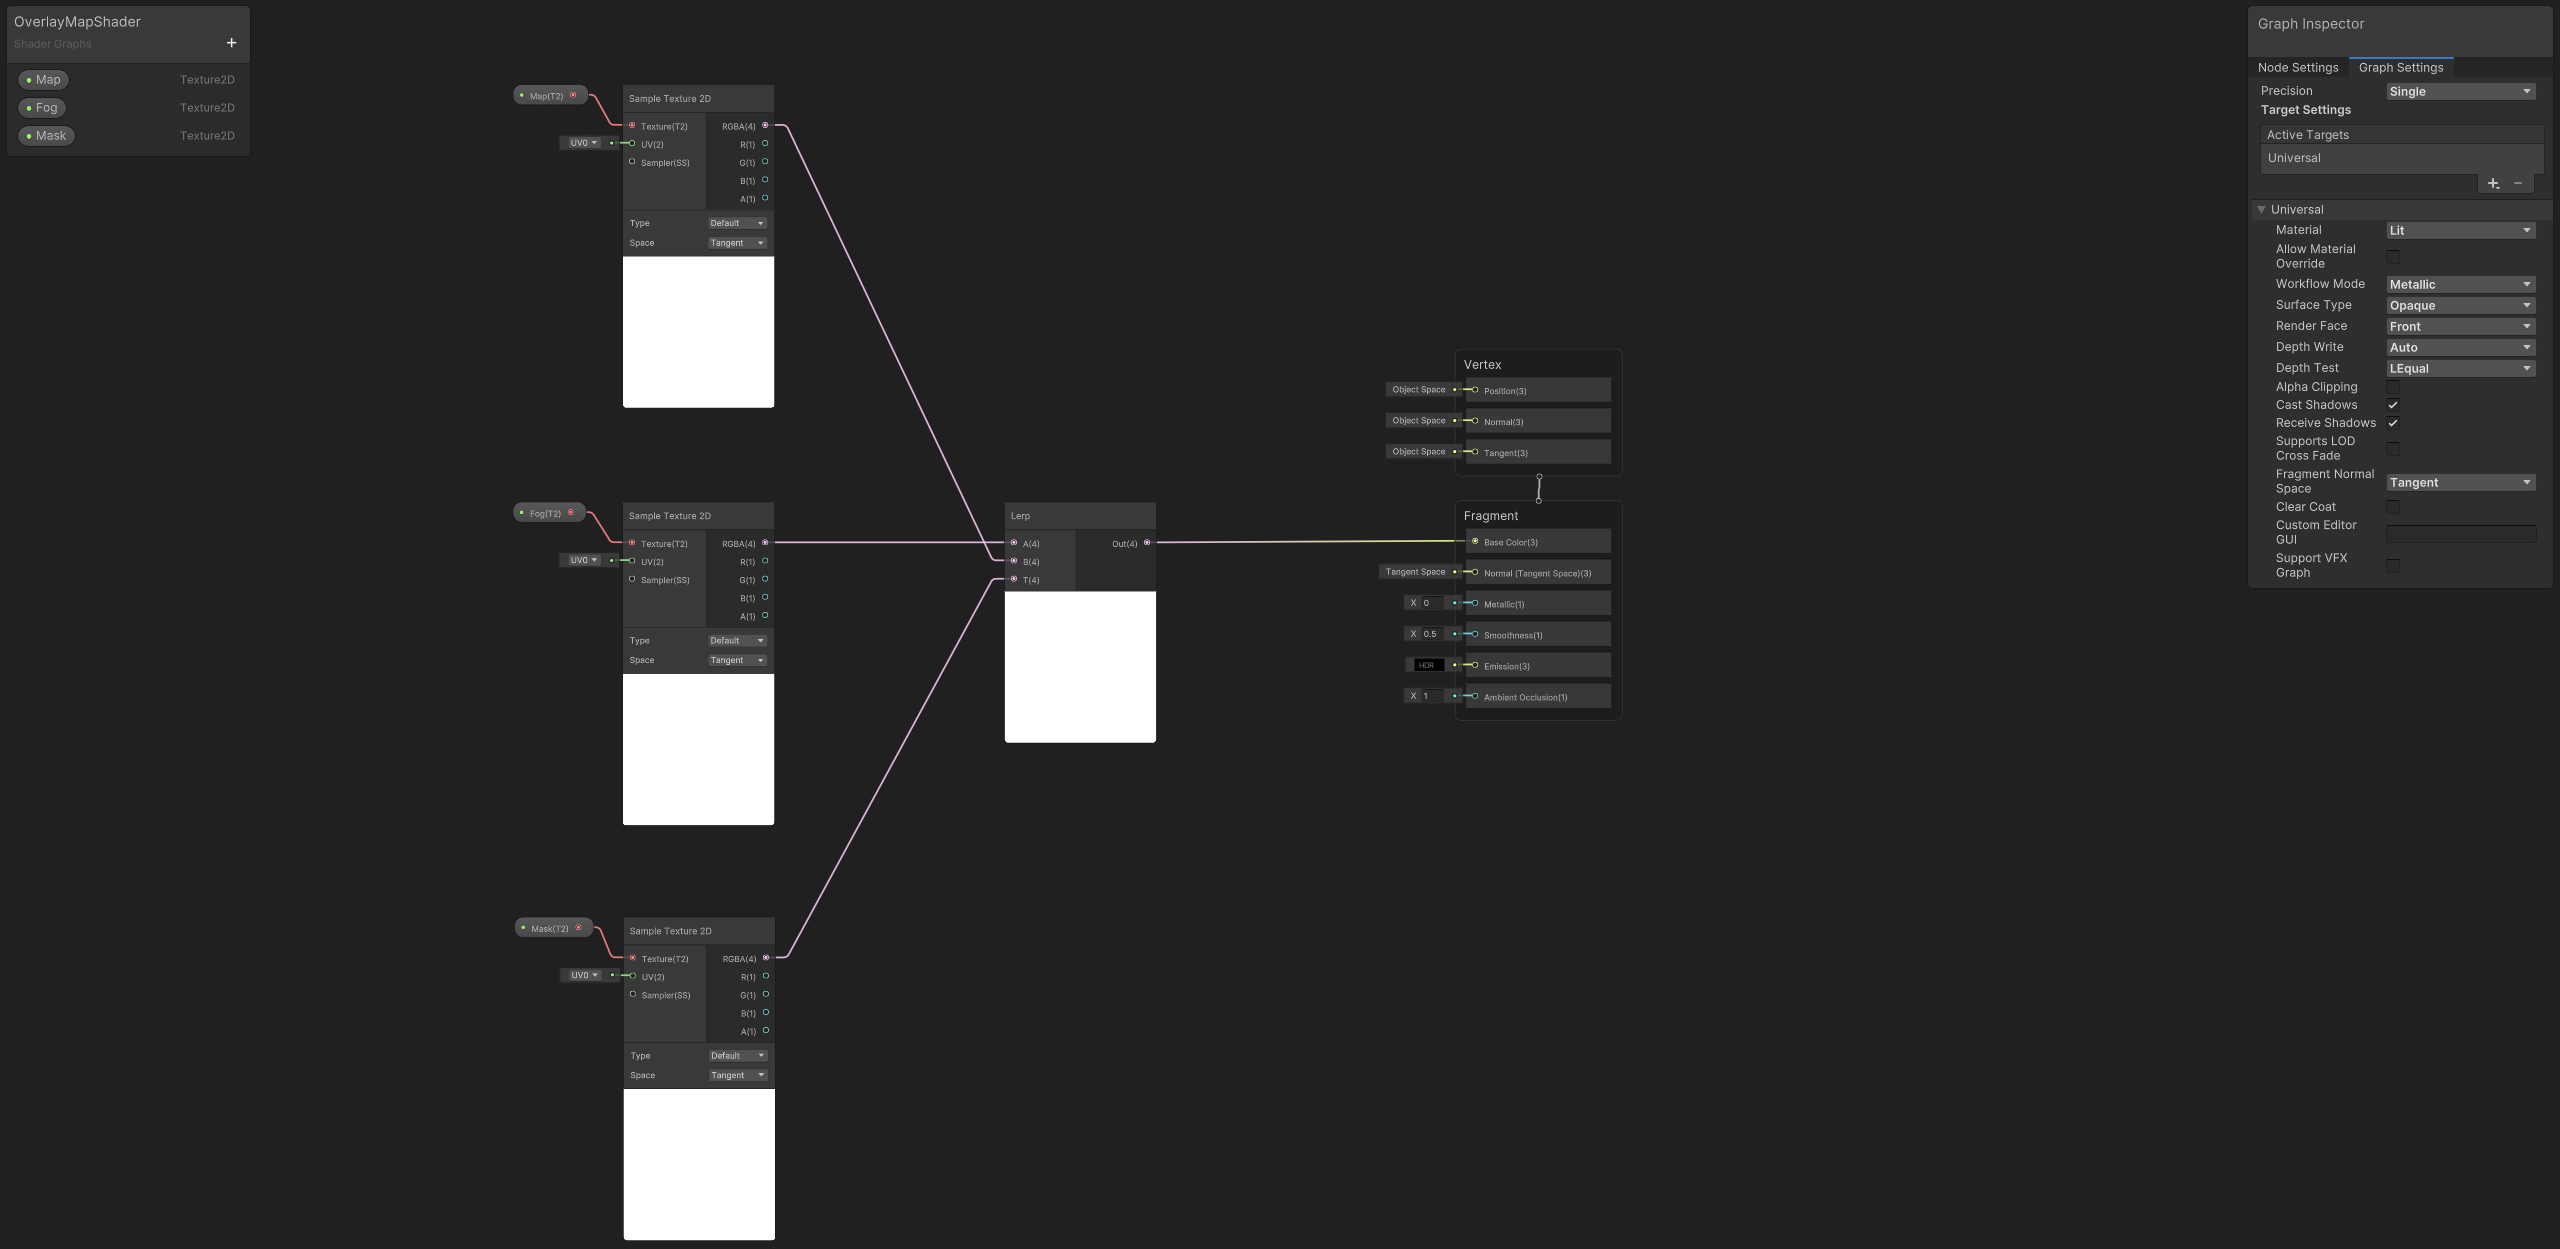 OverlayMapShader
Shader Graphs
+
Map Texture2D
Fog Texture2D
Mask Texture2D
Map(T2)
Sample Texture 2D
Texture(T2) RGBA(4)
UV0 UV(2) R(1)
Sampler(SS) G(1)
B(1)
A(1)
Type Default
Space Tangent
Fog(T2)
Sample Texture 2D
Texture(T2) RGBA(4)
UV0 UV(2) R(1)
Sampler(SS) G(1)
B(1)
A(1)
Type Default
Space Tangent
Mask(T2)
Sample Texture 2D
Texture(T2) RGBA(4)
UV0 UV(2) R(1)
Sampler(SS) G(1)
B(1)
A(1)
Type Default
Space Tangent
Lerp
A(4) Out(4)
B(4)
T(4)
Vertex
Object Space Position(3)
Object Space Normal(3)
Object Space Tangent(3)
Fragment
Base Color(3)
Tangent Space Normal (Tangent Space)(3)
X 0 Metallic(1)
X 0.5 Smoothness(1)
HDR Emission(3)
X 1 Ambient Occlusion(1)
Graph Inspector
Node Settings Graph Settings
Precision Single
Target Settings
Active Targets
Universal
+ −
Universal
Material Lit
Allow Material
Override
Workflow Mode Metallic
Surface Type Opaque
Render Face Front
Depth Write Auto
Depth Test LEqual
Alpha Clipping
Cast Shadows
Receive Shadows
Supports LOD
Cross Fade
Fragment Normal
Space Tangent
Clear Coat
Custom Editor
GUI
Support VFX
Graph